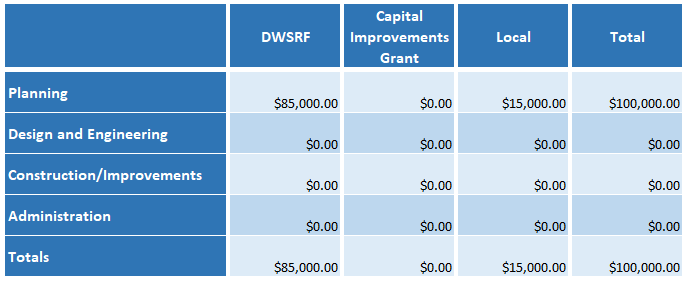 DWSRF Capital Improvements Grant Local Total
Planning $85,000.00 $0.00 $15,000.00 $100,000.00
Design and Engineering $0.00 $0.00 $0.00 $0.00
Construction/Improvements $0.00 $0.00 $0.00 $0.00
Administration $0.00 $0.00 $0.00 $0.00
Totals $85,000.00 $0.00 $15,000.00 $100,000.00